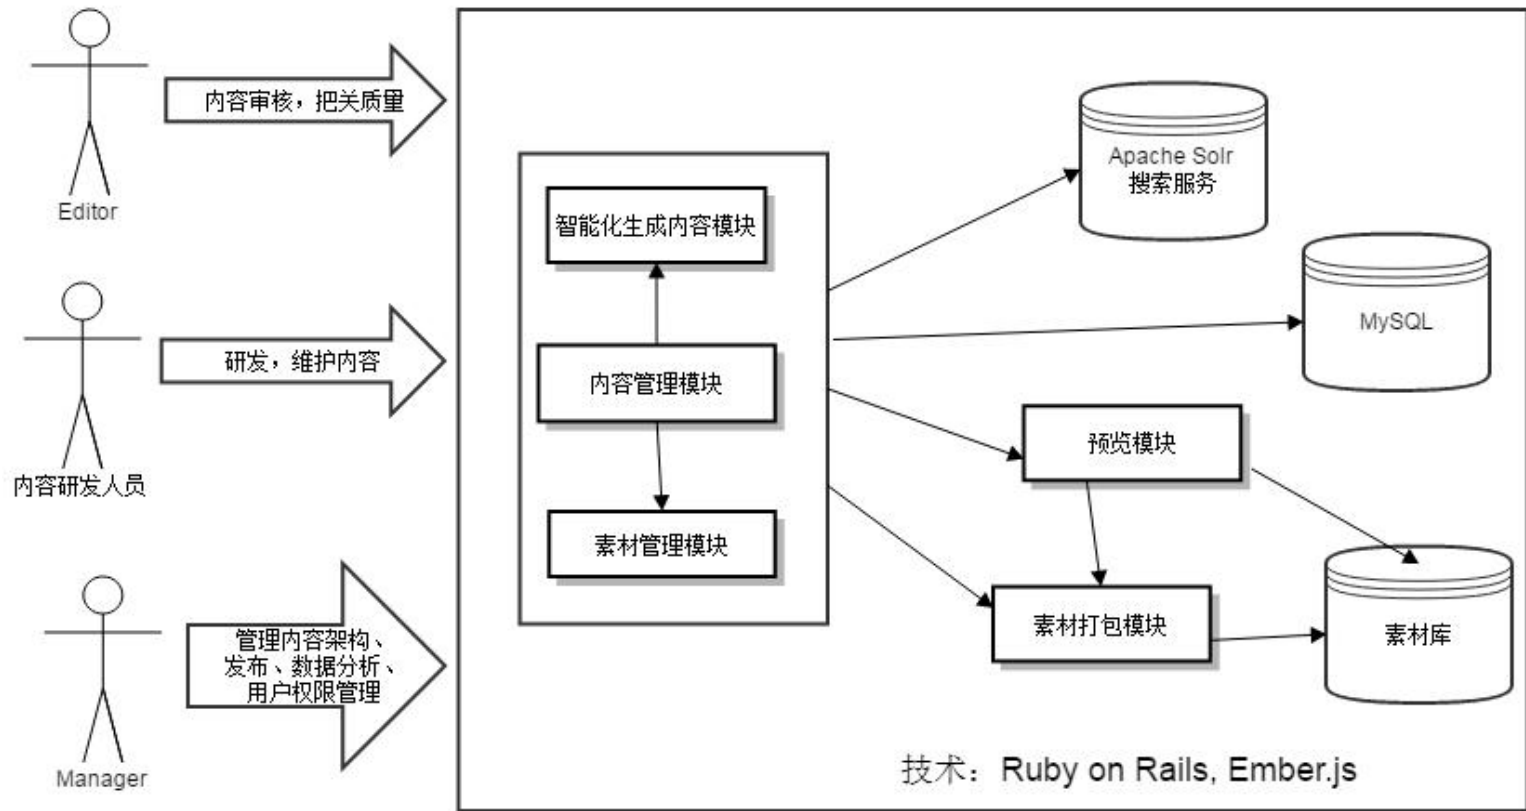 内容审核，把关质量
Editor
研发，维护内容
内容研发人员
管理内容架构、
发布、数据分析、
用户权限管理
Manager
智能化生成内容模块
内容管理模块
素材管理模块
Apache Solr
搜索服务
MySQL
预览模块
素材打包模块
素材库
技术：Ruby on Rails, Ember.js